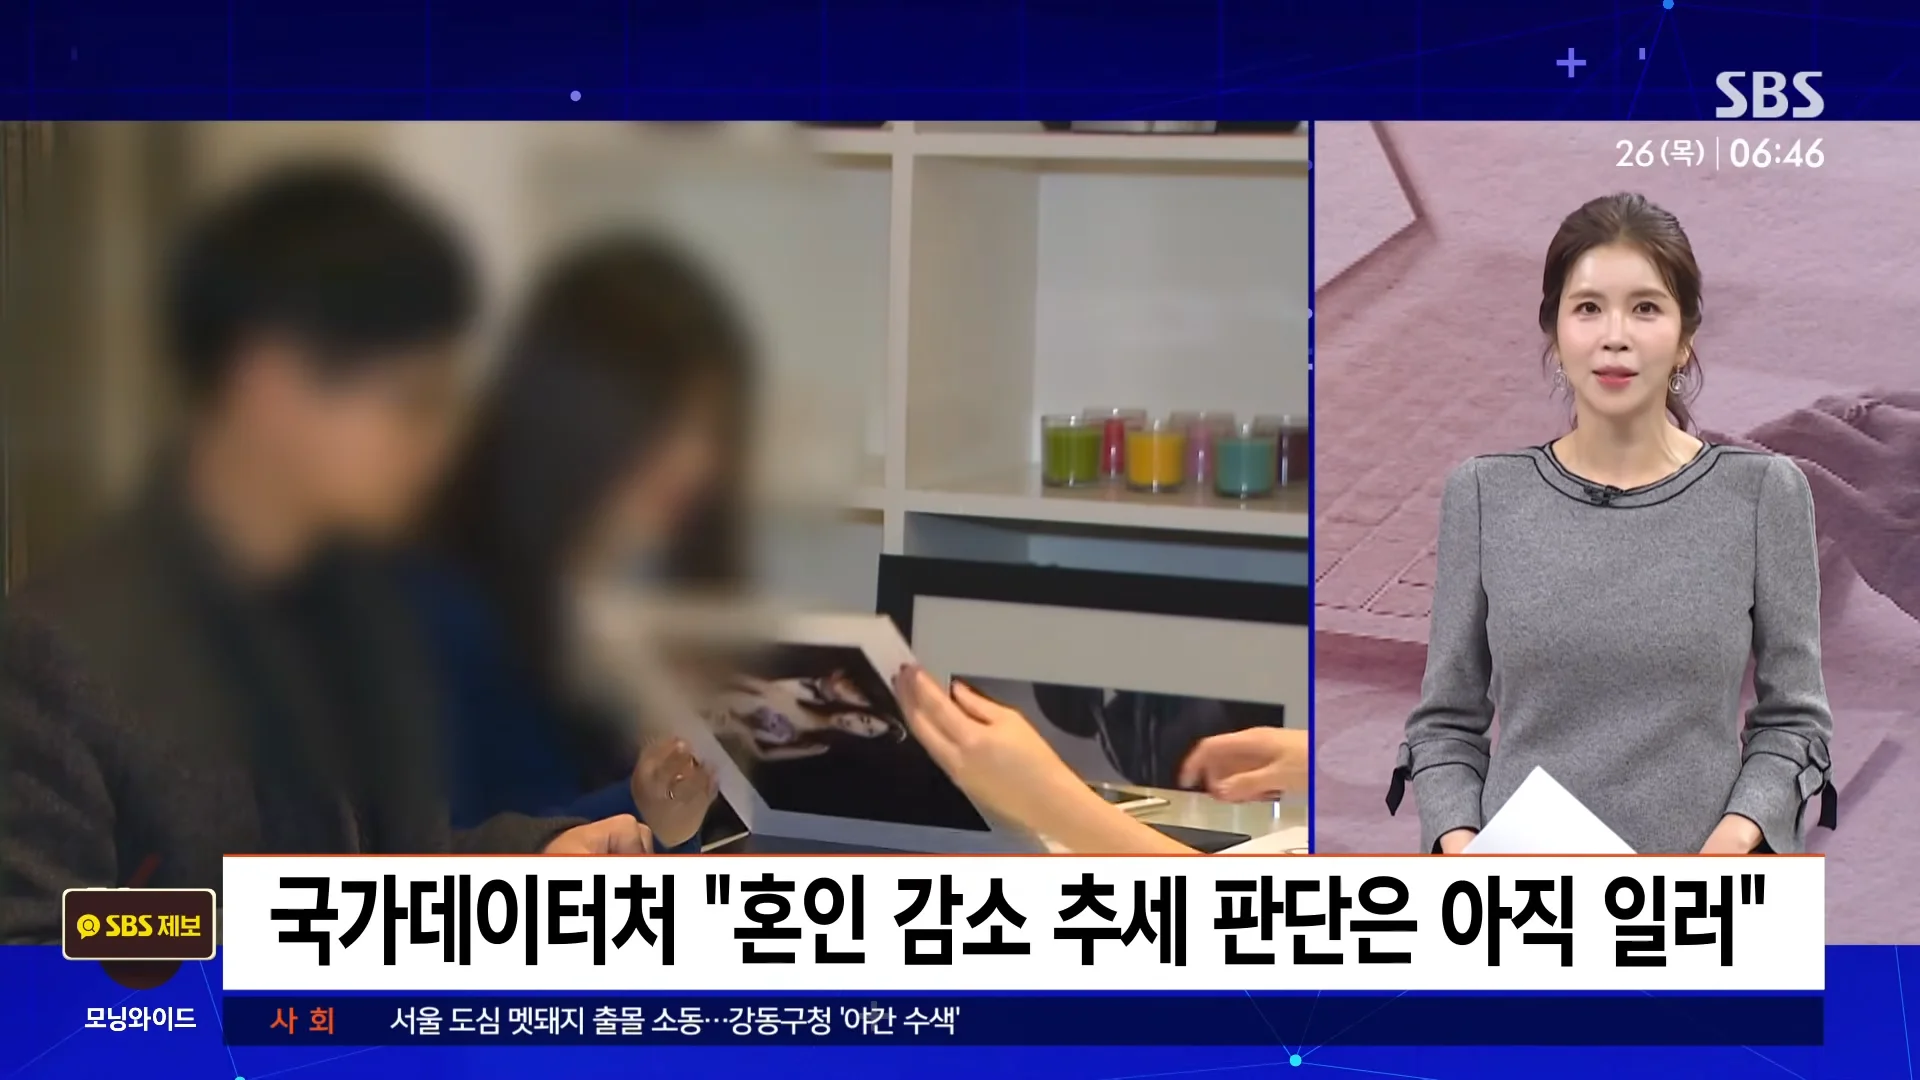 SBS
26(목) 06:46
국가데이터처 "혼인 감소 추세 판단은 아직 일러"
SBS 제보
모닝와이드
사 회 서울 도심 멧돼지 출몰 소동…강동구청 '야간 수색'